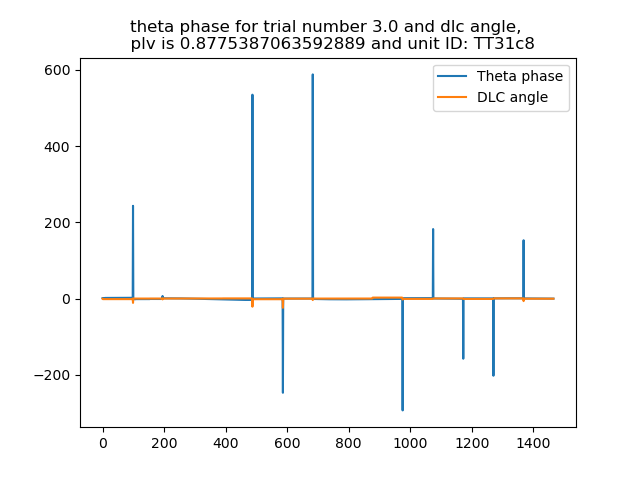 theta phase for trial number 3.0 and dlc angle,
plv is 0.8775387063592889 and unit ID: TT31c8
Theta phase
DLC angle
600
400
200
0
−200
0 200 400 600 800 1000 1200 1400